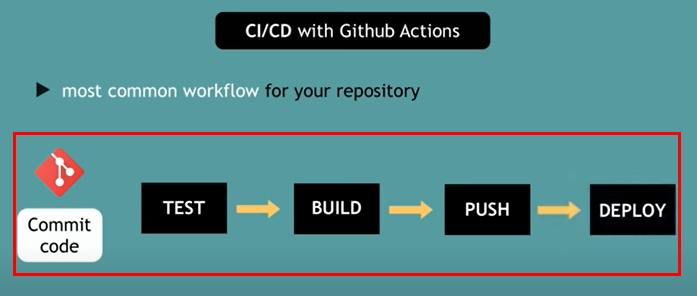 CI/CD with Github Actions
most common workflow for your repository
Commit
code
TEST
BUILD
PUSH
DEPLOY